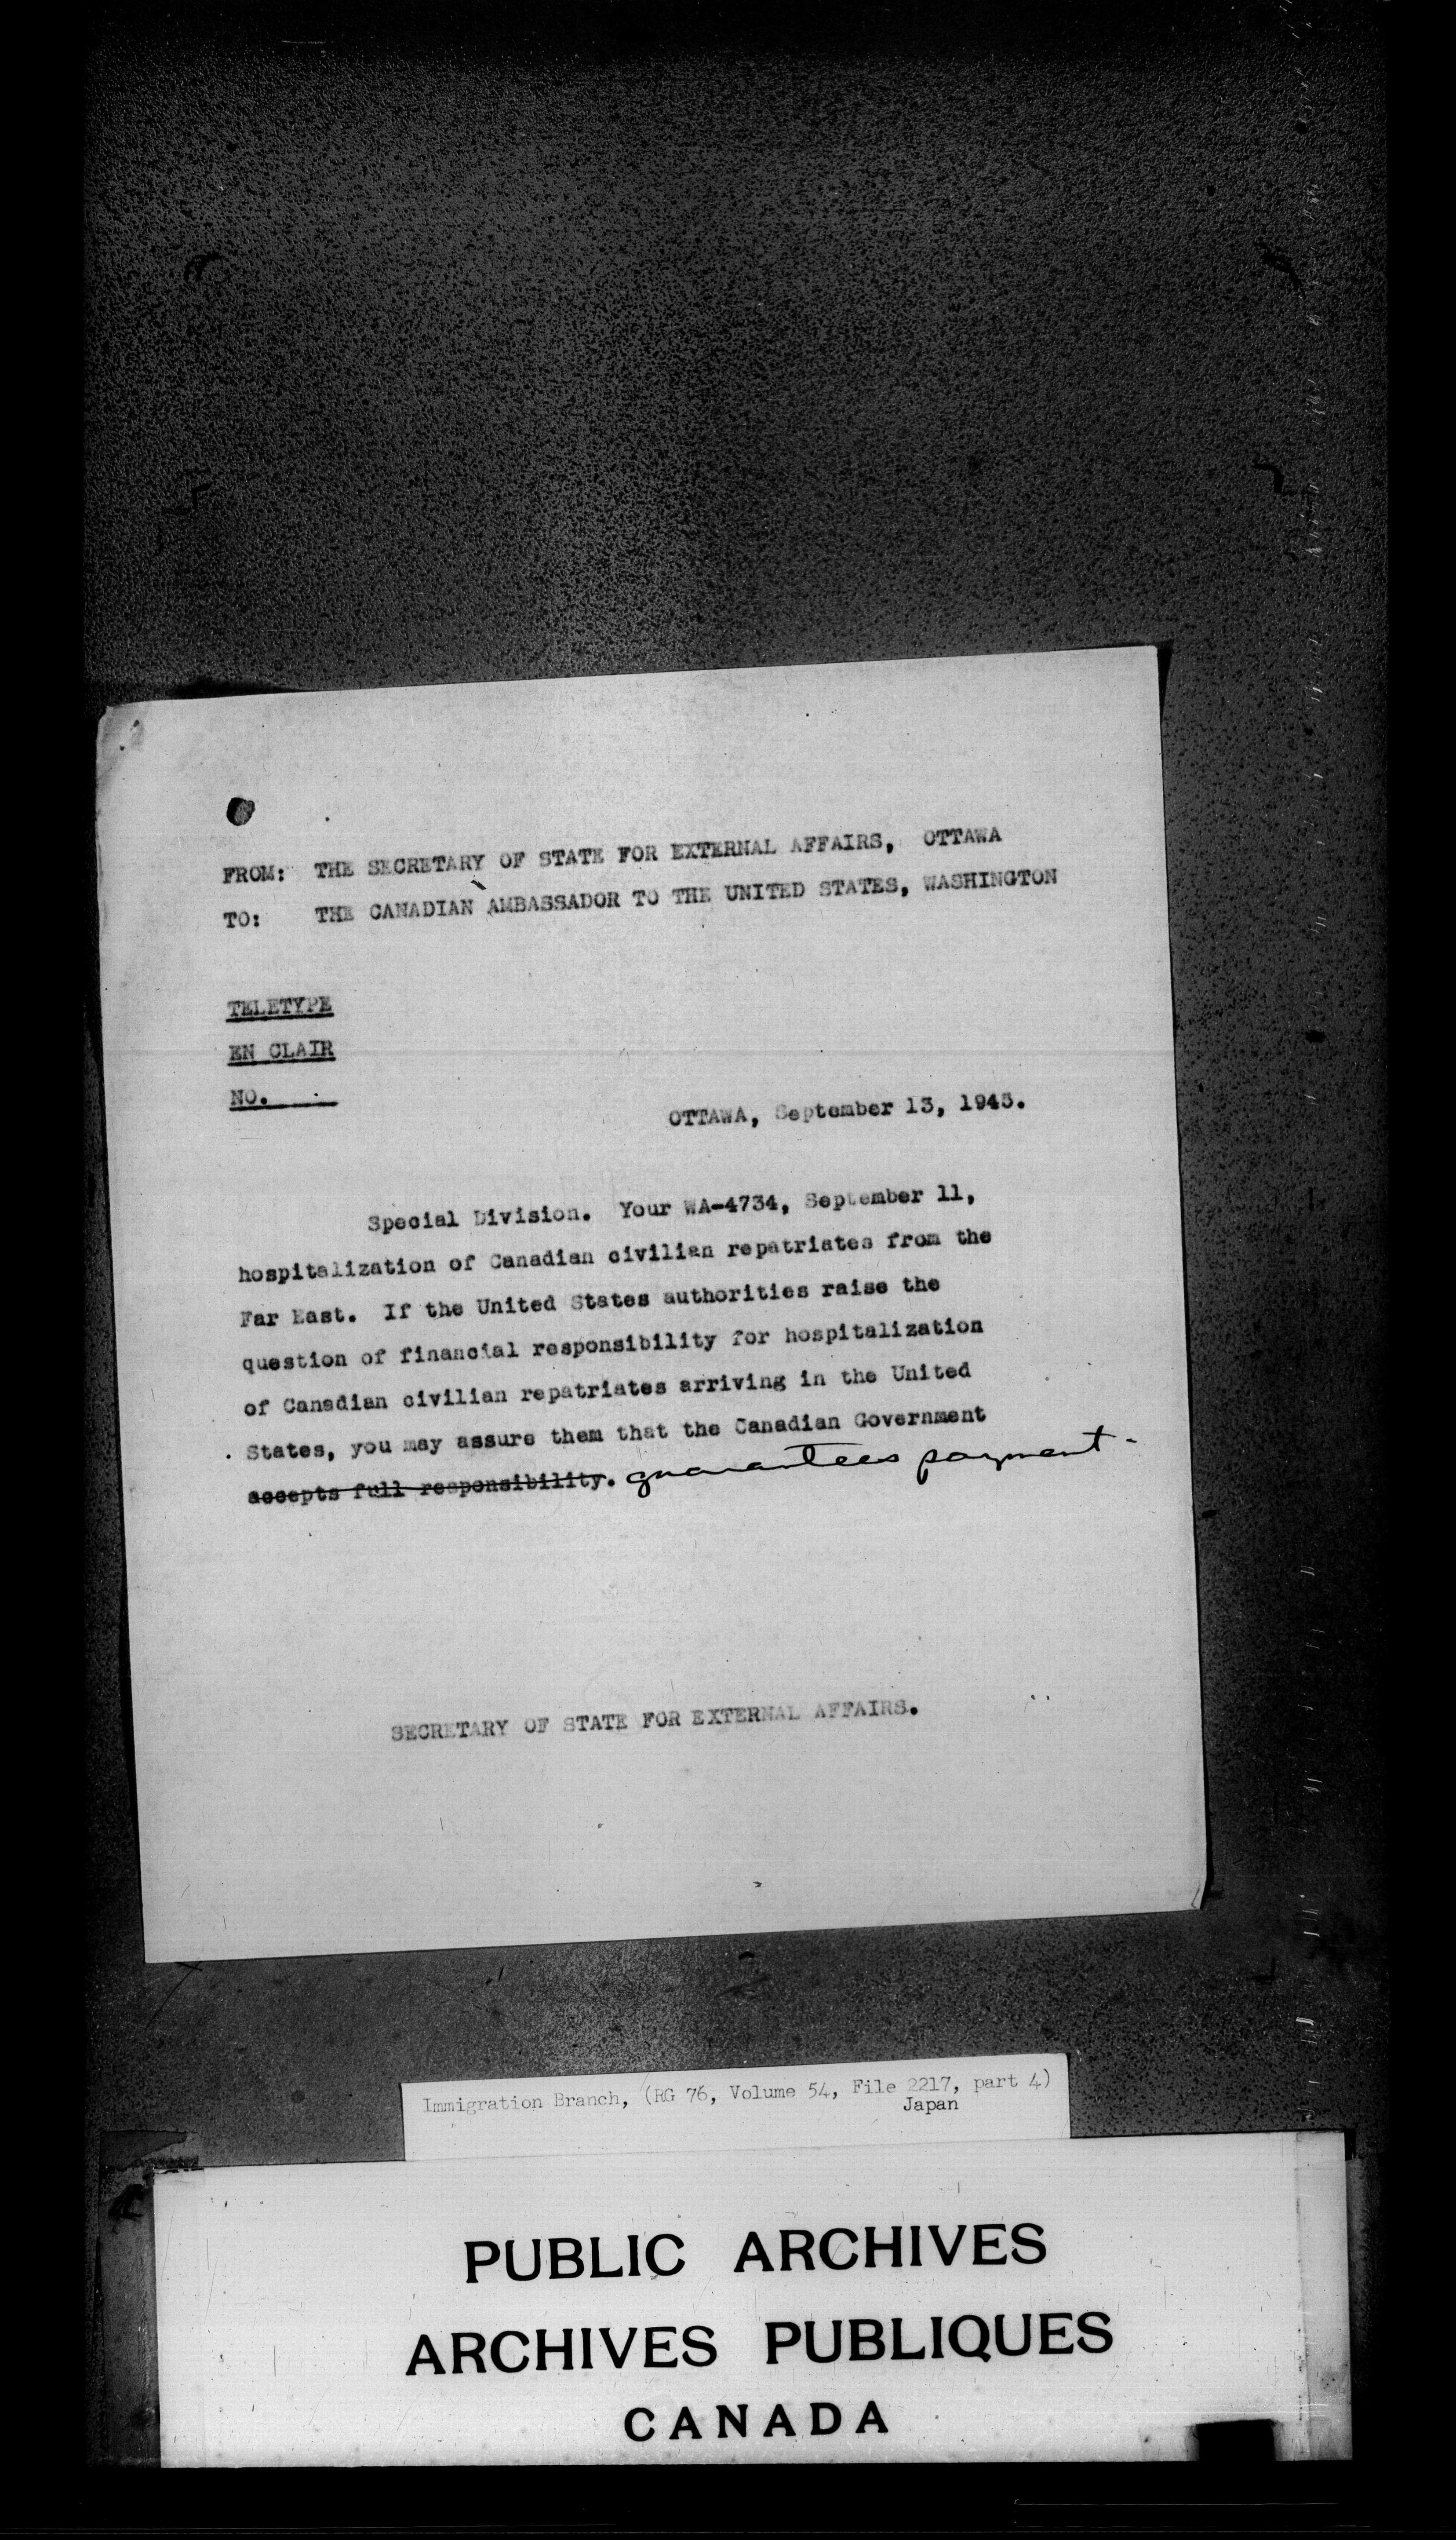 FROM: THE SECRETARY OF STATE FOR EXTERNAL AFFAIRS, OTTAWA
TO: THE CANADIAN AMBASSADOR TO THE UNITED STATES, WASHINGTON
TELETYPE
EN CLAIR
NO.
OTTAWA, September 13, 1945.
Special Division. Your WA-4734, September 11,
hospitalization of Canadian civilian repatriates from the
Far East. If the United States authorities raise the
question of financial responsibility for hospitalization
of Canadian civilian repatriates arriving in the United
States, you may assure them that the Canadian Government
accepts full responsibility. guarantees payment.
SECRETARY OF STATE FOR EXTERNAL AFFAIRS.
Immigration Branch, (RG 76, Volume 54, File 2217, part 4)
Japan
PUBLIC ARCHIVES
ARCHIVES PUBLIQUES
CANADA